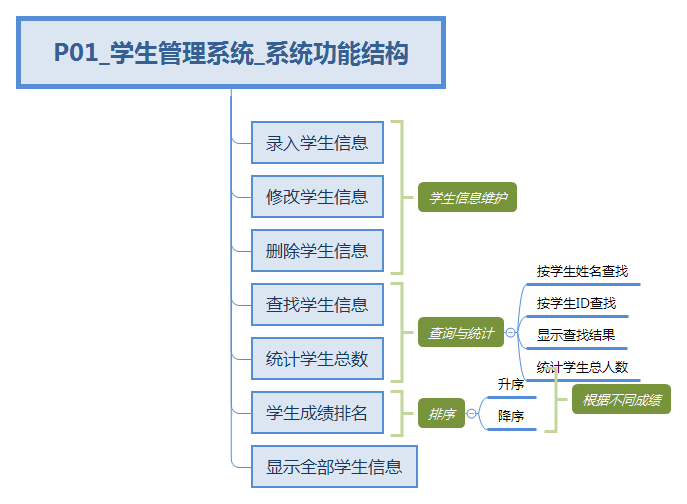 P01_学生管理系统_系统功能结构
录入学生信息
修改学生信息
删除学生信息
学生信息维护
查找学生信息
统计学生总数
查询与统计
按学生姓名查找
按学生ID查找
显示查找结果
统计学生总人数
学生成绩排名
排序
升序
降序
根据不同成绩
显示全部学生信息